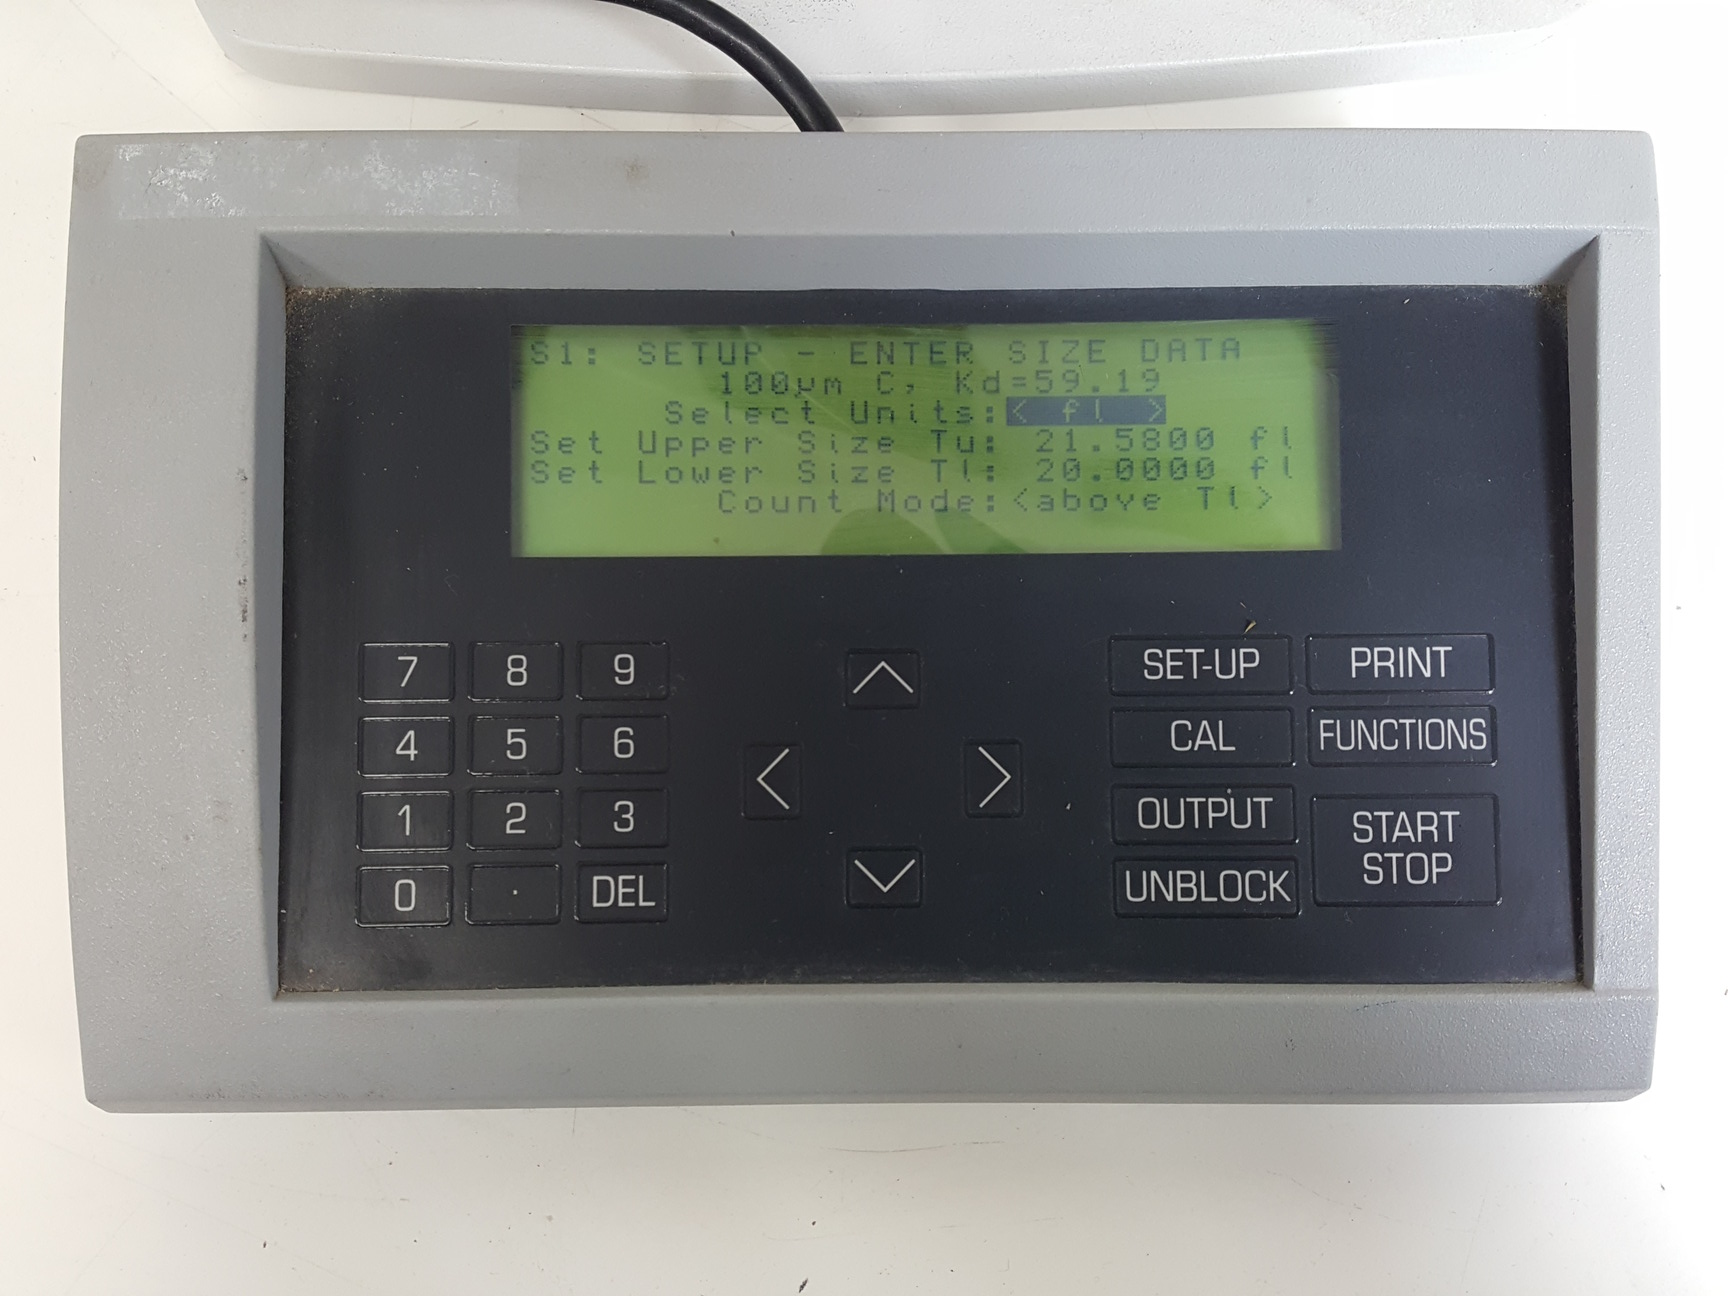 S1: SETUP - ENTER SIZE DATA
100µm C, Kd=59.19
Select Units:< fl >
Set Upper Size Tu: 21.5800 fl
Set Lower Size Tl: 20.0000 fl
Count Mode:<above Tl>
7 8 9
4 5 6
1 2 3
0 . DEL
SET-UP PRINT
CAL FUNCTIONS
OUTPUT START
STOP
UNBLOCK